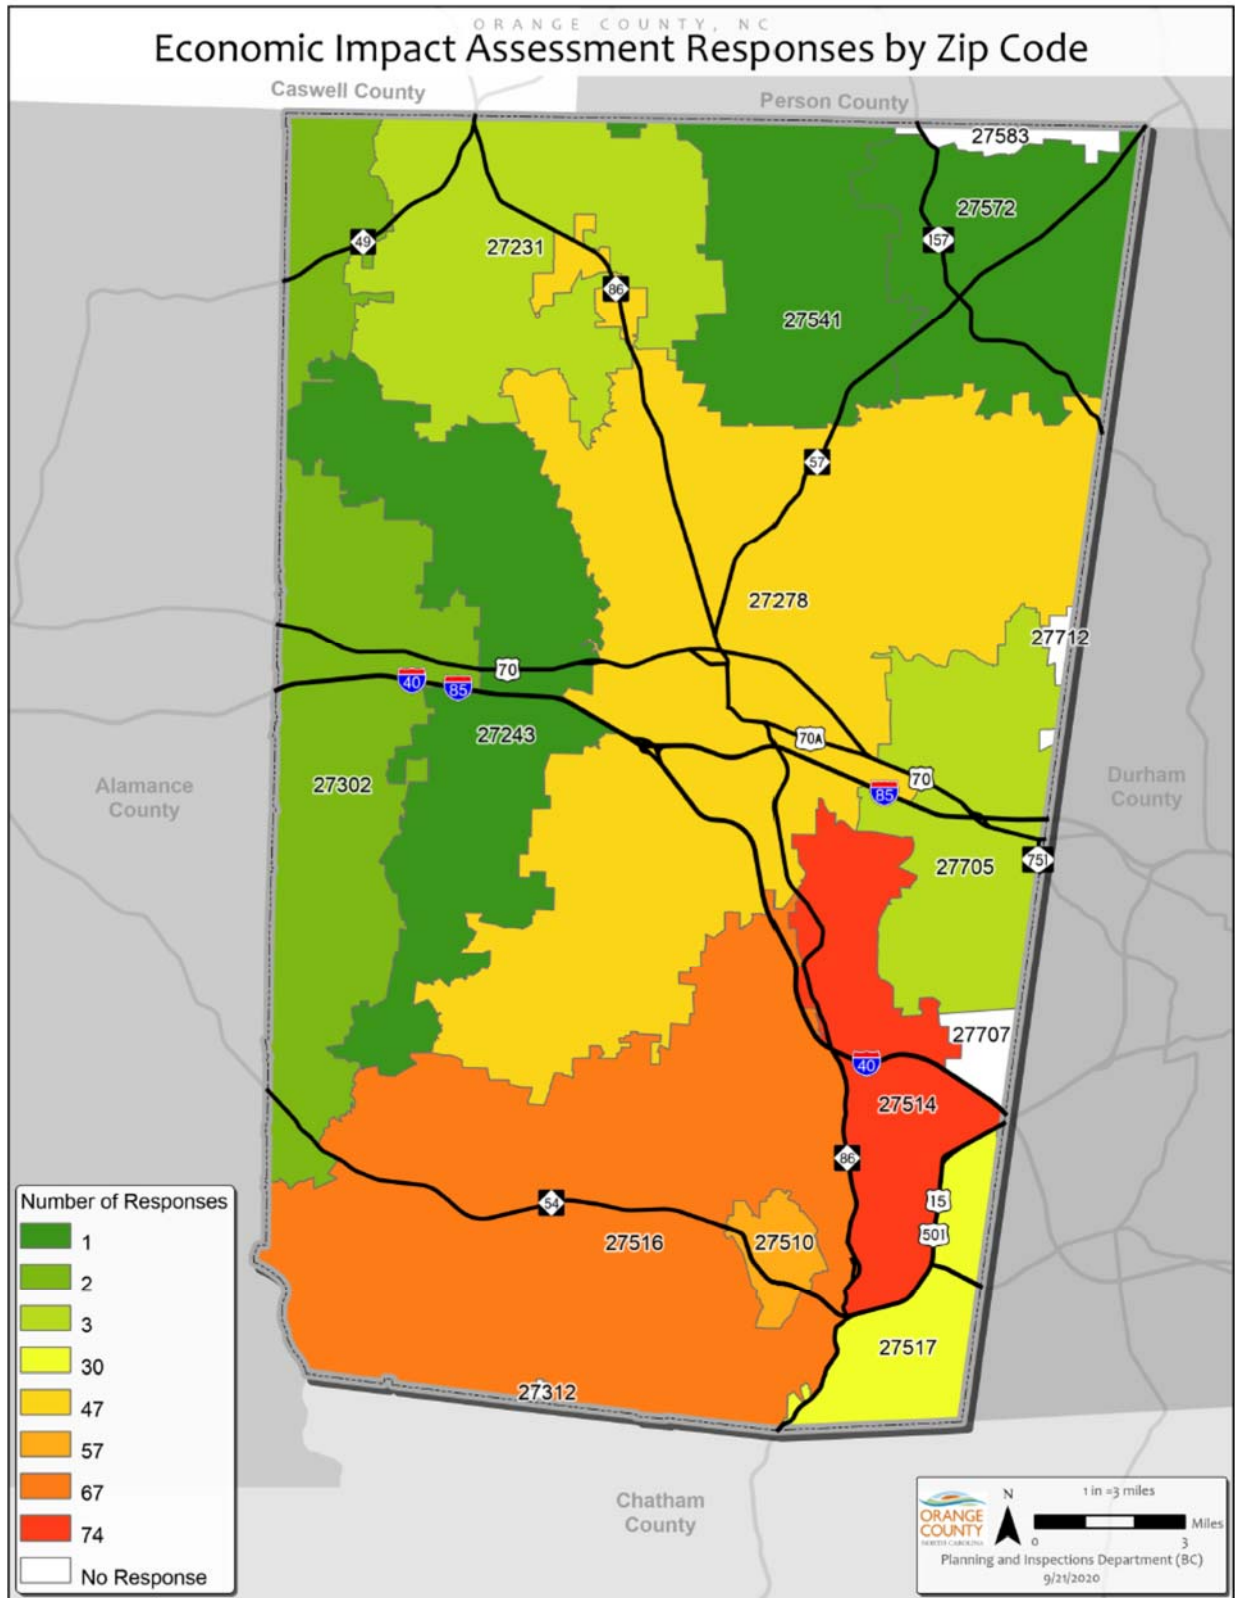 ORANGE COUNTY, NC
Economic Impact Assessment Responses by Zip Code
Caswell County
Person County
27583
27572
49
27231
157
86
27541
57
27278
27712
70
40
85
27243
70A
70
27302
85
Alamance
County
Durham
County
751
27705
27707
40
27514
86
54
15
27516
27510
501
27517
27312
Chatham
County
Number of Responses
1
2
3
30
47
57
67
74
No Response
ORANGE
COUNTY
NORTH CAROLINA
N
1 in =3 miles
Miles
0
3
Planning and Inspections Department (BC)
9/21/2020